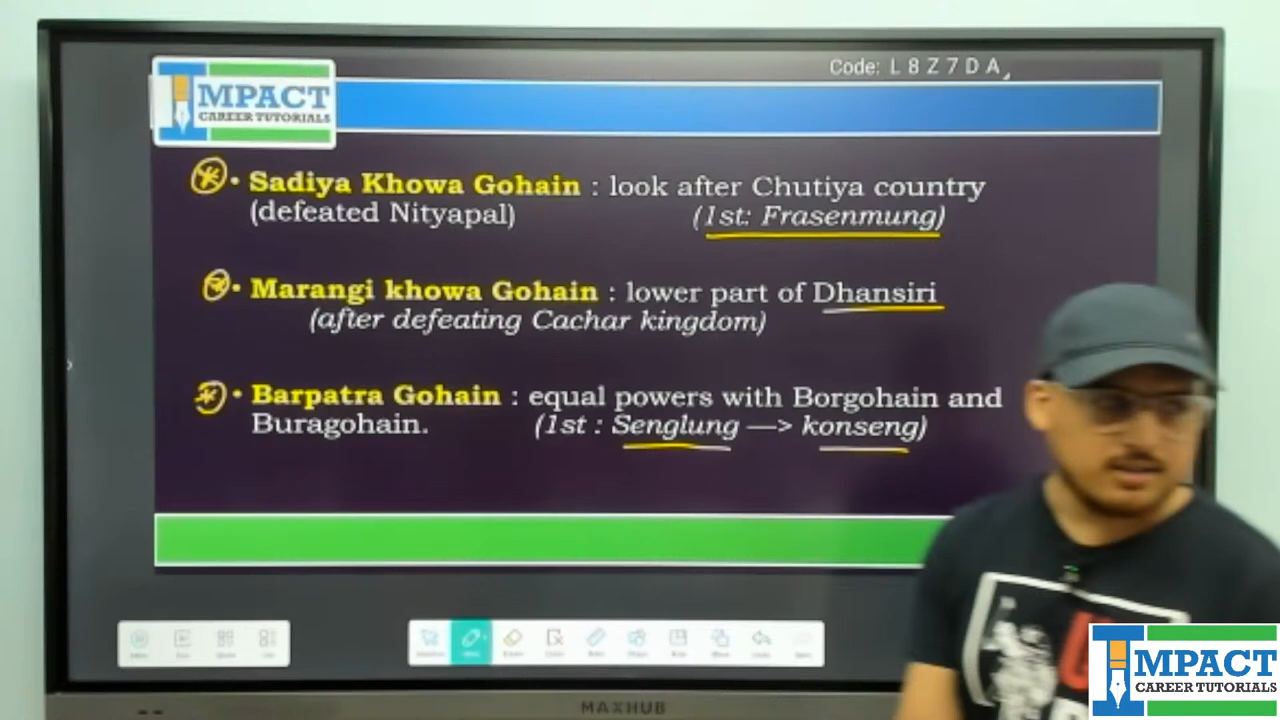 Code: L 8 Z 7 D A
IMPACT
CAREER TUTORIALS
• Sadiya Khowa Gohain : look after Chutiya country
(defeated Nityapal) (1st: Frasenmung)
• Marangi khowa Gohain : lower part of Dhansiri
(after defeating Cachar kingdom)
• Barpatra Gohain : equal powers with Borgohain and
Buragohain. (1st : Senglung —> konseng)
MAXHUB
IMPACT
CAREER TUTORIALS